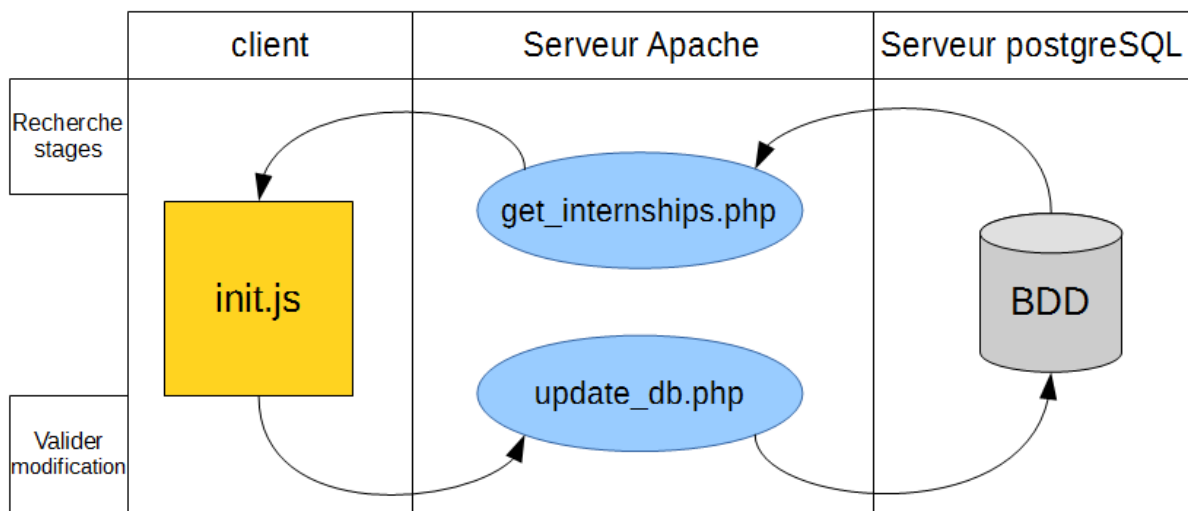 client
Serveur Apache
Serveur postgreSQL
Recherche
stages
get_internships.php
init.js
BDD
update_db.php
Valider
modification